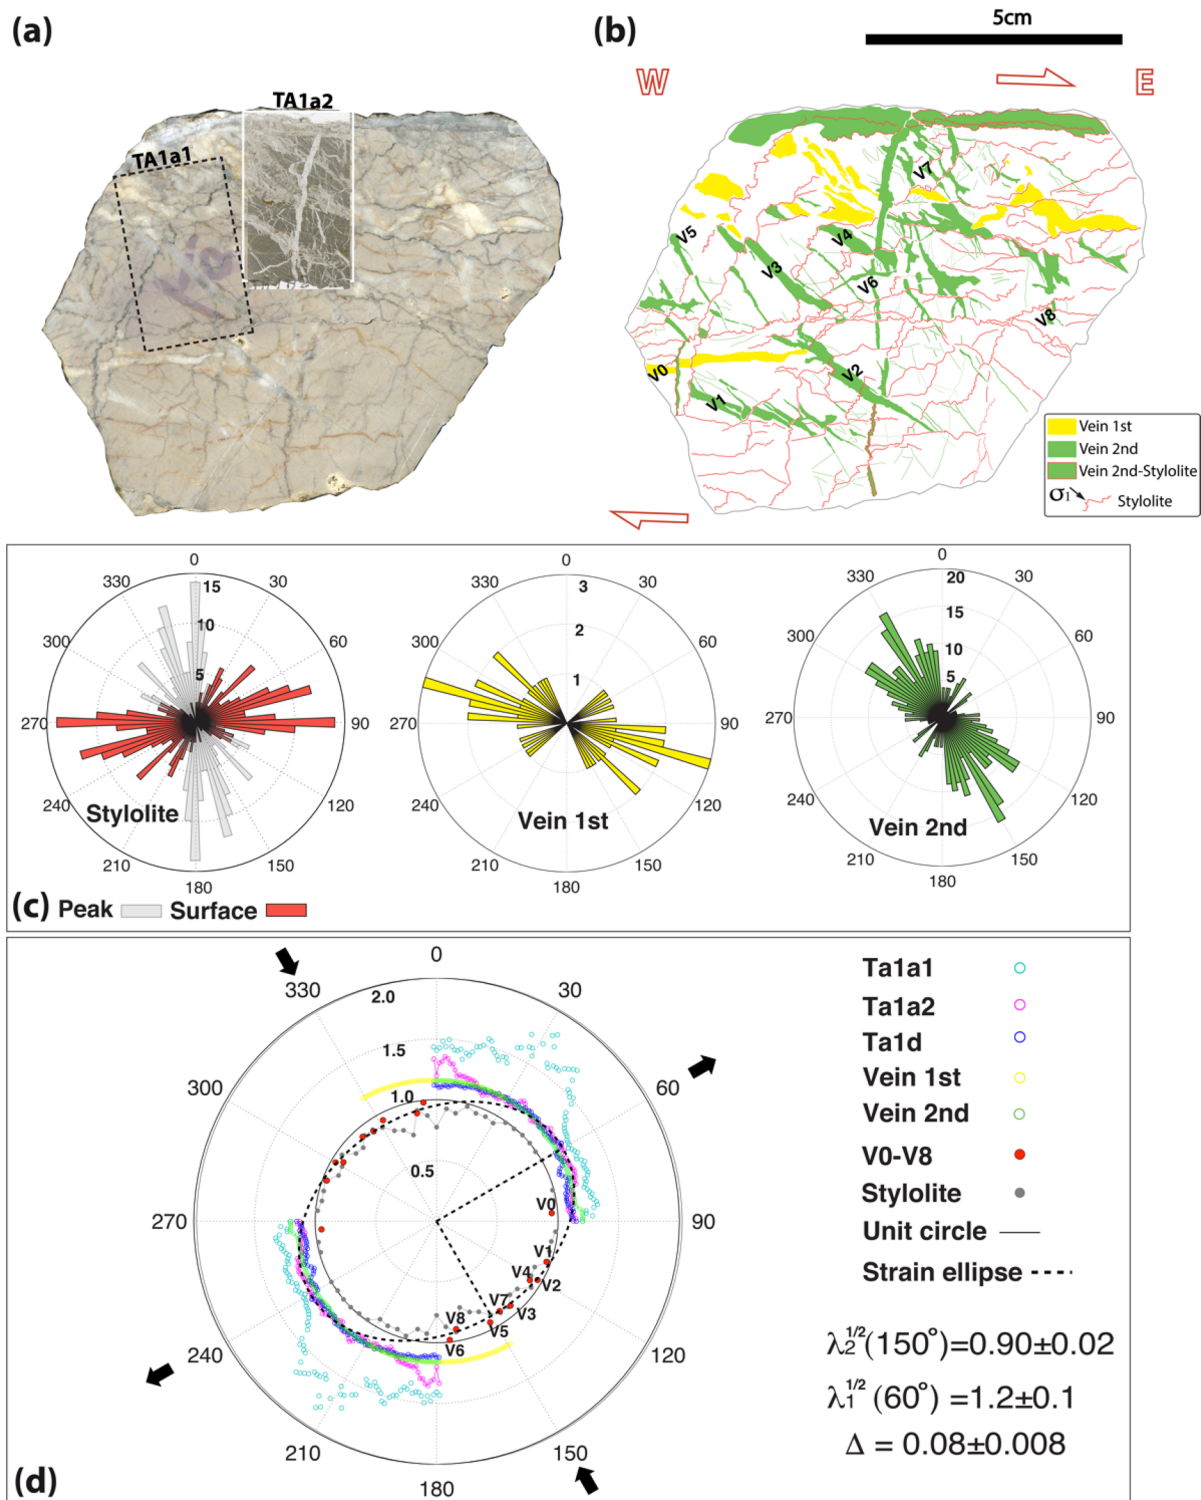 (a)
(b)
5cm
W
E
TA1a2
TA1a1
V7
V5
V4
V3
V6
V8
V0
V2
V1
Vein 1st
Vein 2nd
Vein 2nd-Stylolite
σ1
Stylolite
0
330
30
15
10
300
60
5
270
90
240
120
210
150
180
Stylolite
0
330
30
3
2
300
60
1
270
90
240
120
210
150
180
Vein 1st
0
330
30
20
15
300
60
10
5
270
90
240
120
210
150
180
Vein 2nd
(c)
Peak
Surface
0
330
30
2.0
1.5
300
60
1.0
0.5
270
90
V0
V1
V4
V2
V7
V3
V8
V5
V6
240
120
210
150
180
Ta1a1
Ta1a2
Ta1d
Vein 1st
Vein 2nd
V0-V8
Stylolite
Unit circle
Strain ellipse
λ₂^1/2(150°)=0.90±0.02
λ₁^1/2(60°)=1.2±0.1
Δ = 0.08±0.008
(d)